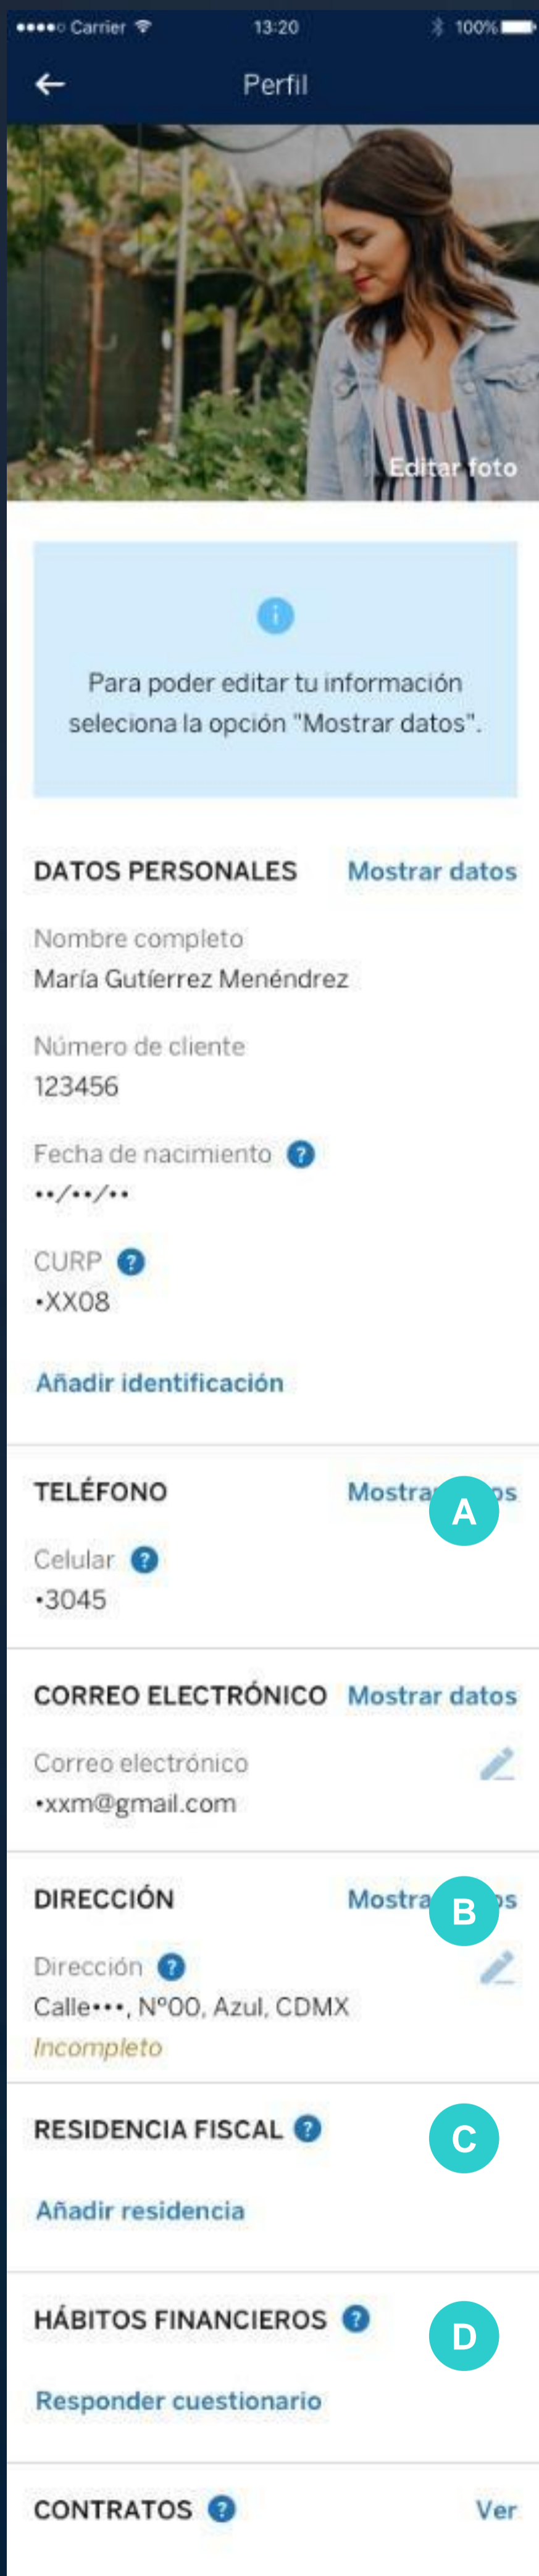 Carrier 13:20 100%
Perfil
Editar foto
i
Para poder editar tu información
seleciona la opción "Mostrar datos".
DATOS PERSONALES Mostrar datos
Nombre completo
María Gutíerrez Menéndrez
Número de cliente
123456
Fecha de nacimiento ?
••/••/••
CURP ?
•XX08
Añadir identificación
TELÉFONO A
Celular ?
•3045
CORREO ELECTRÓNICO Mostrar datos
Correo electrónico
•xxm@gmail.com
DIRECCIÓN B
Dirección ?
Calle•••, Nº00, Azul, CDMX
Incompleto
RESIDENCIA FISCAL ? C
Añadir residencia
HÁBITOS FINANCIEROS ? D
Responder cuestionario
CONTRATOS ? Ver